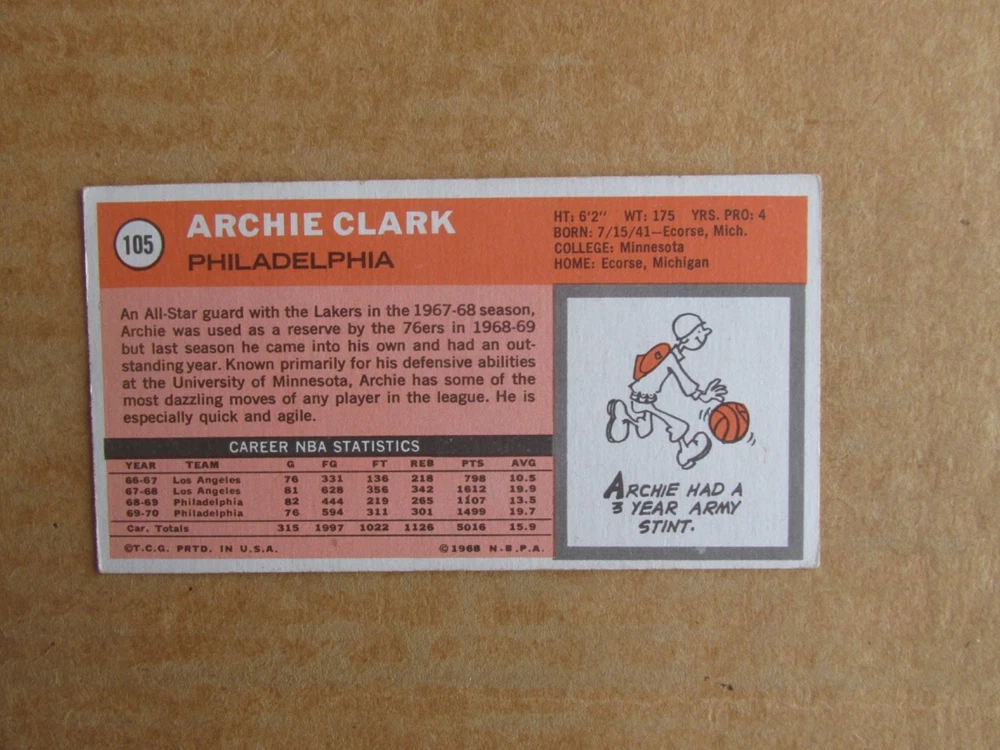 105
ARCHIE CLARK
PHILADELPHIA
HT: 6'2" WT: 175 YRS. PRO: 4
BORN: 7/15/41—Ecorse, Mich.
COLLEGE: Minnesota
HOME: Ecorse, Michigan
An All-Star guard with the Lakers in the 1967-68 season,
Archie was used as a reserve by the 76ers in 1968-69
but last season he came into his own and had an out-
standing year. Known primarily for his defensive abilities
at the University of Minnesota, Archie has some of the
most dazzling moves of any player in the league. He is
especially quick and agile.
CAREER NBA STATISTICS
YEAR TEAM G FG FT REB PTS AVG
66-67 Los Angeles 76 331 136 218 798 10.5
67-68 Los Angeles 81 628 356 342 1612 19.9
68-69 Philadelphia 82 444 219 265 1107 13.5
69-70 Philadelphia 76 594 311 301 1499 19.7
Car. Totals 315 1997 1022 1126 5016 15.9
©T.C.G. PRTD. IN U.S.A. ©1968 N.B.P.A.
ARCHIE HAD A
3 YEAR ARMY
STINT.